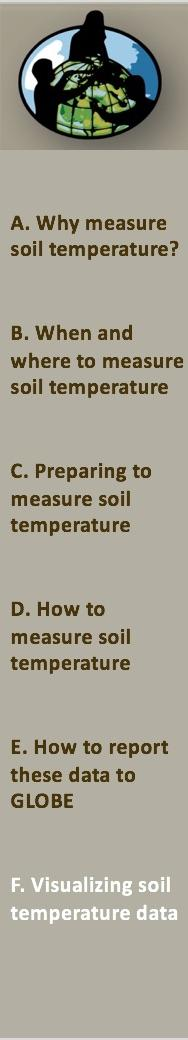 A. Why measure
soil temperature?
B. When and
where to measure
soil temperature
C. Preparing to
measure soil
temperature
D. How to
measure soil
temperature
E. How to report
these data to
GLOBE
F. Visualizing soil
temperature data